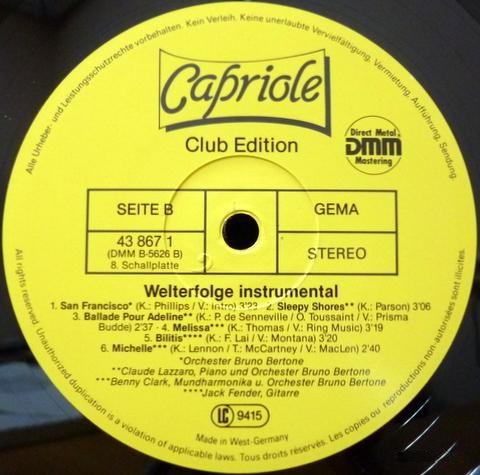 Alle Urheber- und Leistungsschutzrechte vorbehalten. Kein Verleih. Keine unerlaubte Vervielfältigung, Vermietung, Aufführung, Sendung.
Capriole
Club Edition
Direct Metal
DMM
Mastering
SEITE B
GEMA
43 867 1
(DMM B-5626 B)
8. Schallplatte
STEREO
Welterfolge instrumental
1. San Francisco* (K.: Phillips / V.: Intro) 3'23 - 2. Sleepy Shores** (K.: Parson) 3'06
3. Ballade Pour Adeline** (K.: P. de Senneville / O. Toussaint / V.: Prisma
Budde) 2'37 - 4. Melissa*** (K.: Thomas / V.: Ring Music) 3'19
5. Bilitis**** (K.: F. Lai / V.: Montana) 3'20
6. Michelle*** (K.: Lennon / T.: McCartney / V.: MacLen) 2'40
*Orchester Bruno Bertone
**Claude Lazzaro, Piano und Orchester Bruno Bertone
***Benny Clark, Mundharmonika u. Orchester Bruno Bertone
****Jack Fender, Gitarre
LC 9415
Made in West-Germany
All rights reserved. Unauthorized duplication is a violation of applicable laws. Tous droits réservés. Les copies ou reproductions non-autorisées sont illicites.